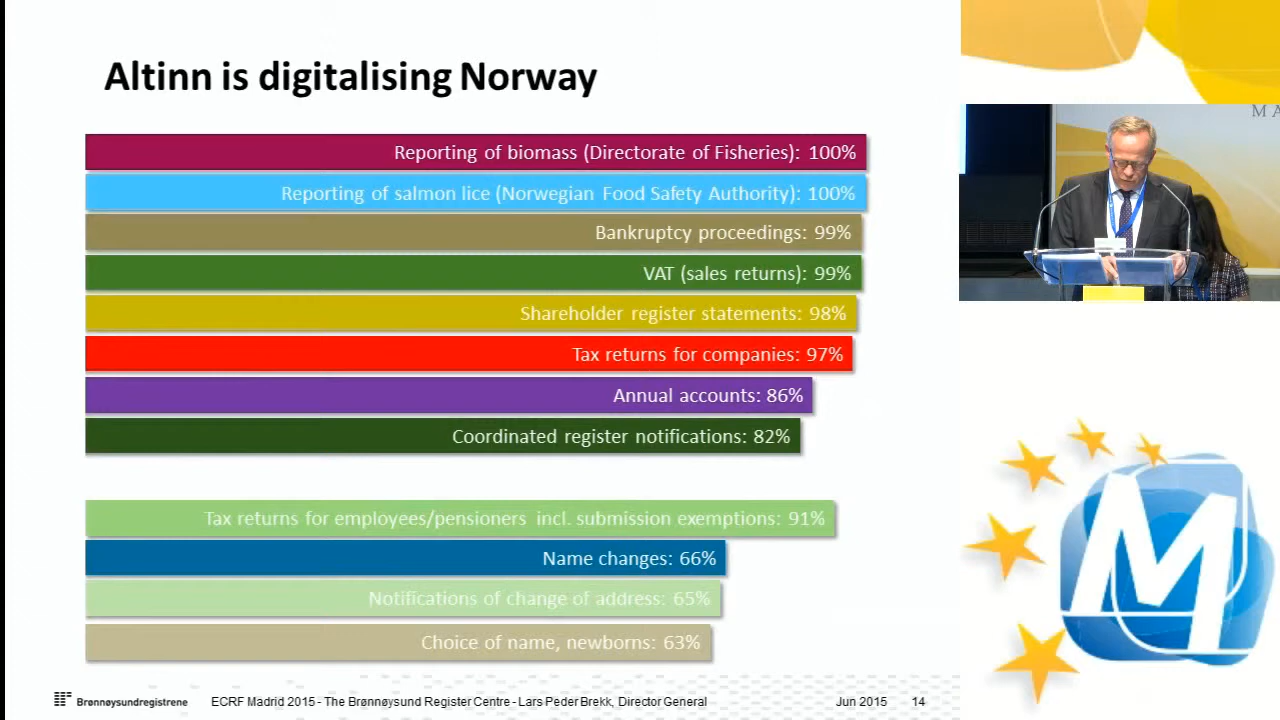 Altinn is digitalising Norway
Reporting of biomass (Directorate of Fisheries): 100%
Reporting of salmon lice (Norwegian Food Safety Authority): 100%
Bankruptcy proceedings: 99%
VAT (sales returns): 99%
Shareholder register statements: 98%
Tax returns for companies: 97%
Annual accounts: 86%
Coordinated register notifications: 82%
Tax returns for employees/pensioners incl. submission exemptions: 91%
Name changes: 66%
Notifications of change of address: 65%
Choice of name, newborns: 63%
Brønnøysundregistrene
ECRF Madrid 2015 - The Brønnøysund Register Centre - Lars Peder Brekk, Director General
Jun 2015
14
M A
M